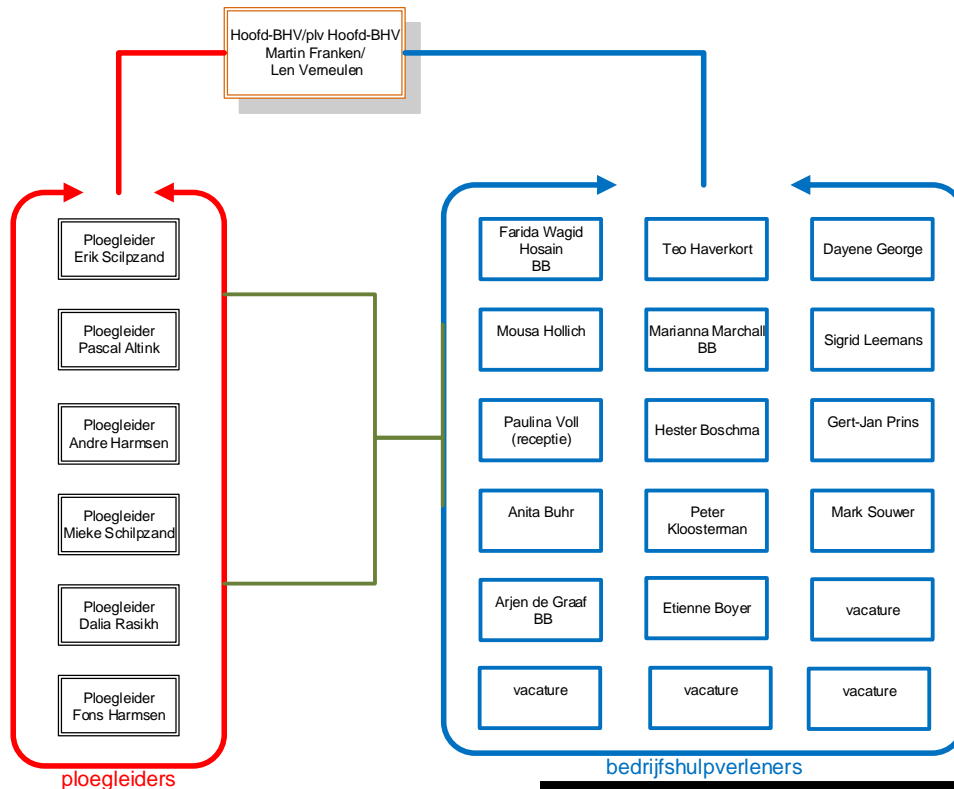 Hoofd-BHV/plv Hoofd-BHV
Martin Franken/
Len Verneulen
Ploegleider
Erik Scilpzand
Ploegleider
Pascal Altink
Ploegleider
Andre Harmsen
Ploegleider
Mieke Schilpzand
Ploegleider
Dalia Rasikh
Ploegleider
Fons Harmsen
ploegleiders
Farida Wagid
Hosain
BB
Teo Haverkort
Dayene George
Mousa Hollich
Marianna Marchall
BB
Sigrid Leemans
Paulina Voll
(receptie)
Hester Boschma
Gert-Jan Prins
Anita Buhr
Peter
Kloosterman
Mark Souwer
Arjen de Graaf
BB
Etienne Boyer
vacature
vacature
vacature
vacature
bedrijfshulpverleners